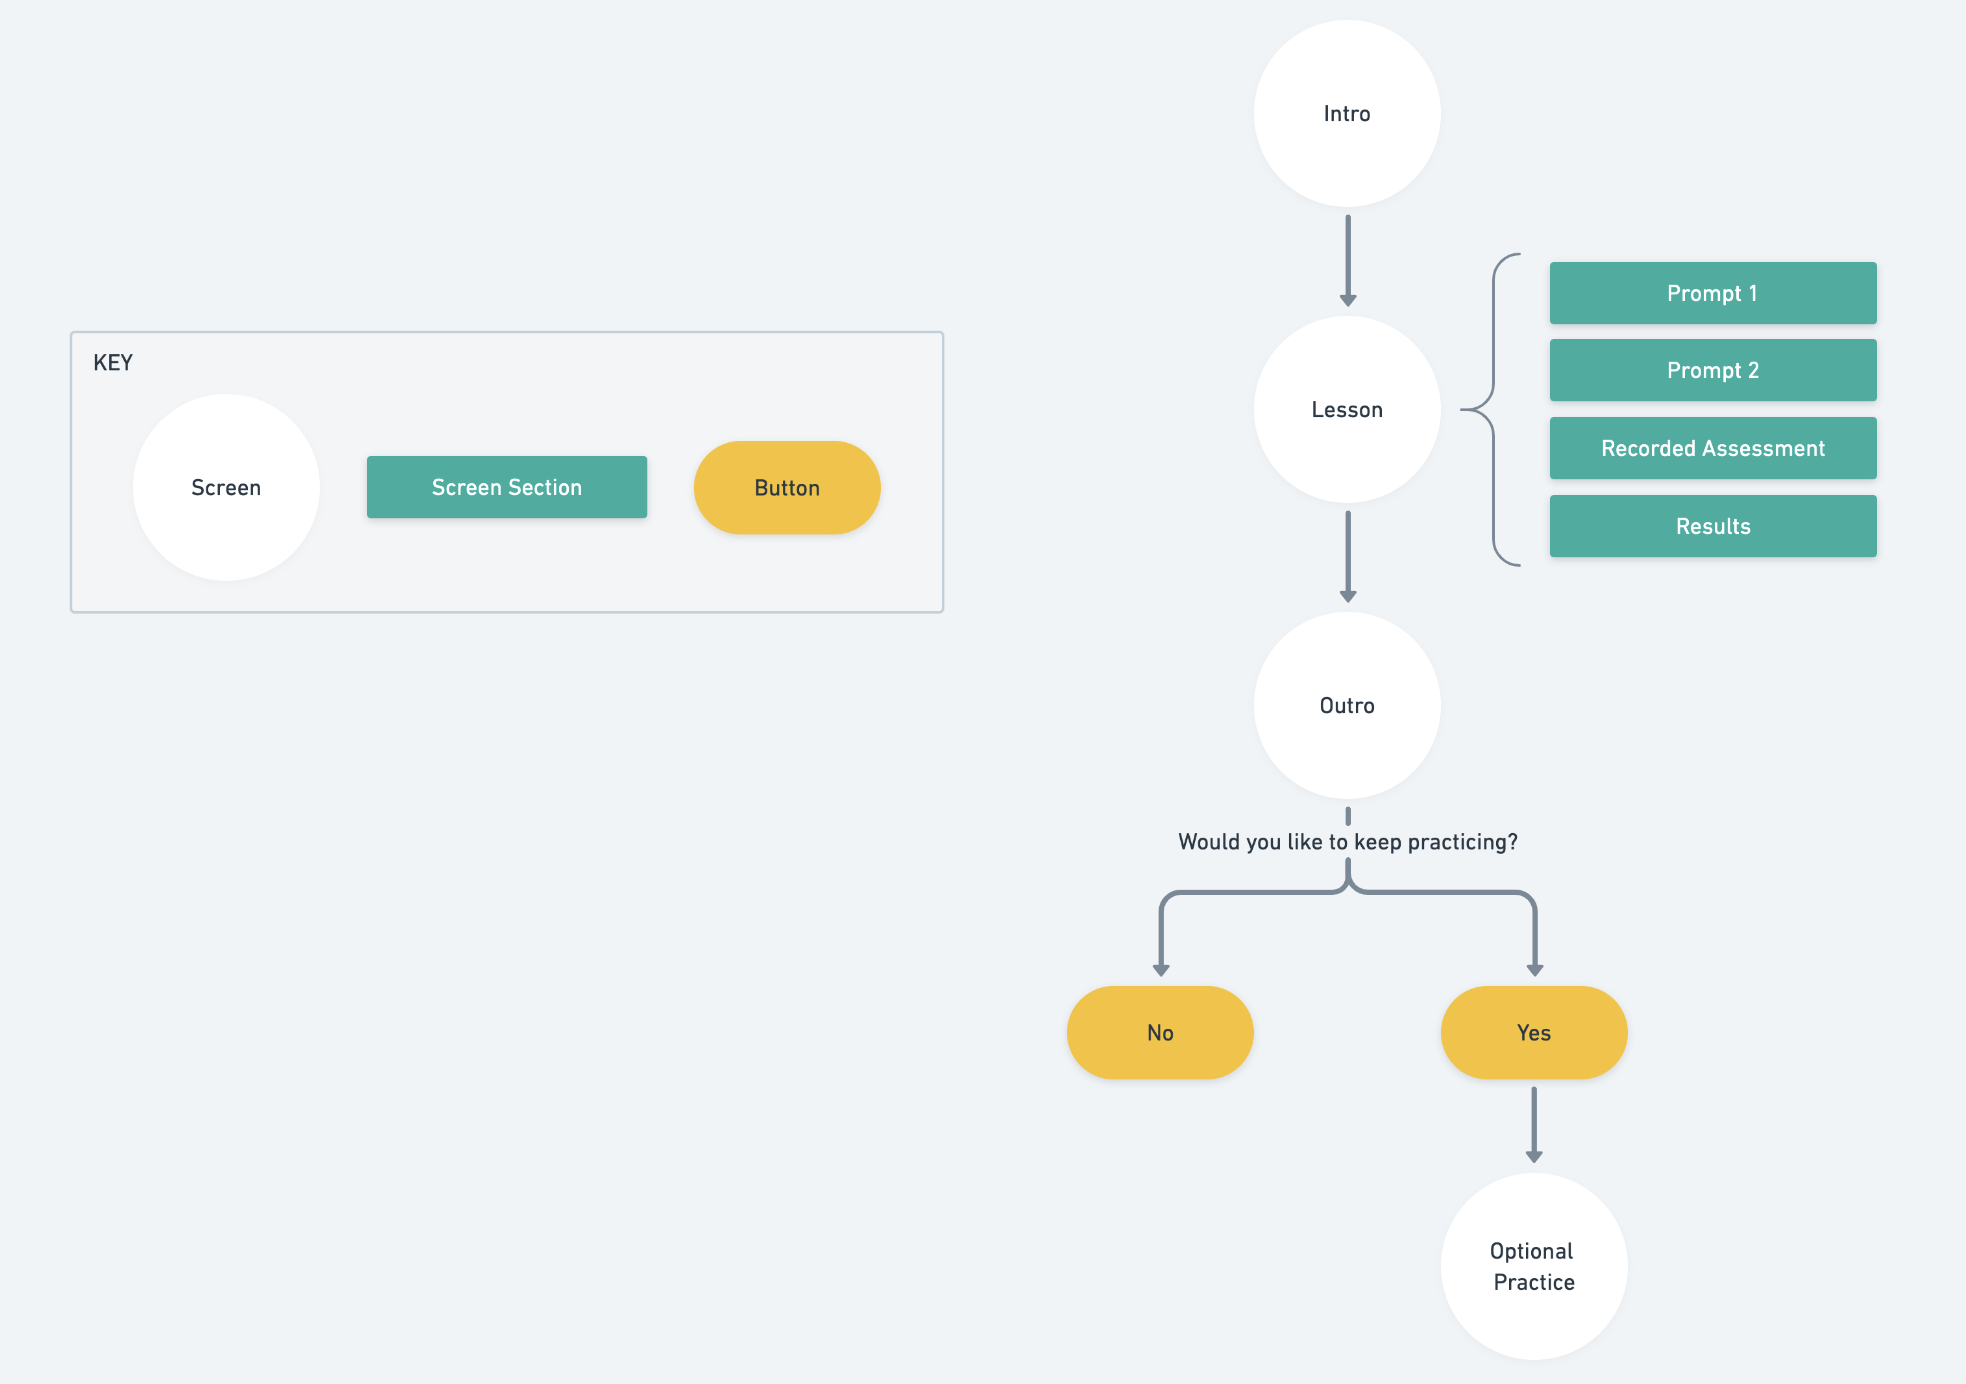 KEY
Screen
Screen Section
Button
Intro
Lesson
Prompt 1
Prompt 2
Recorded Assessment
Results
Outro
Would you like to keep practicing?
No
Yes
Optional
Practice